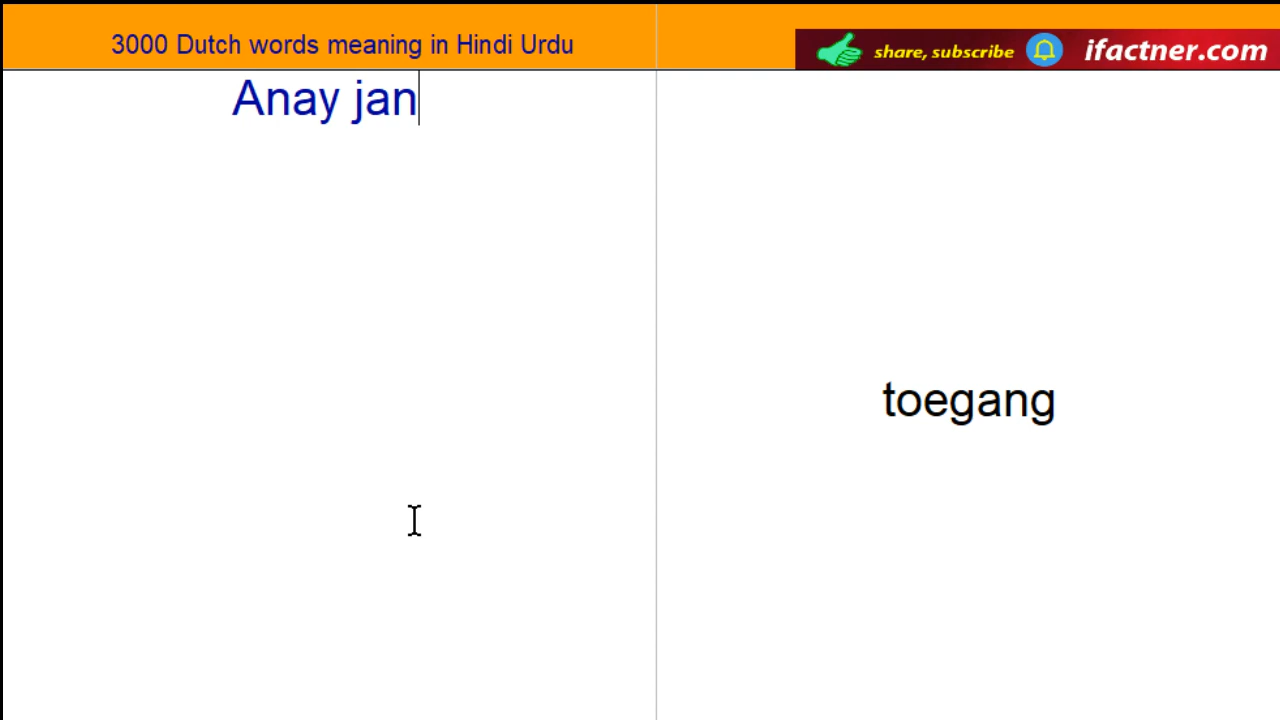 3000 Dutch words meaning in Hindi Urdu
share, subscribe
ifactner.com
Anay jan
toegang